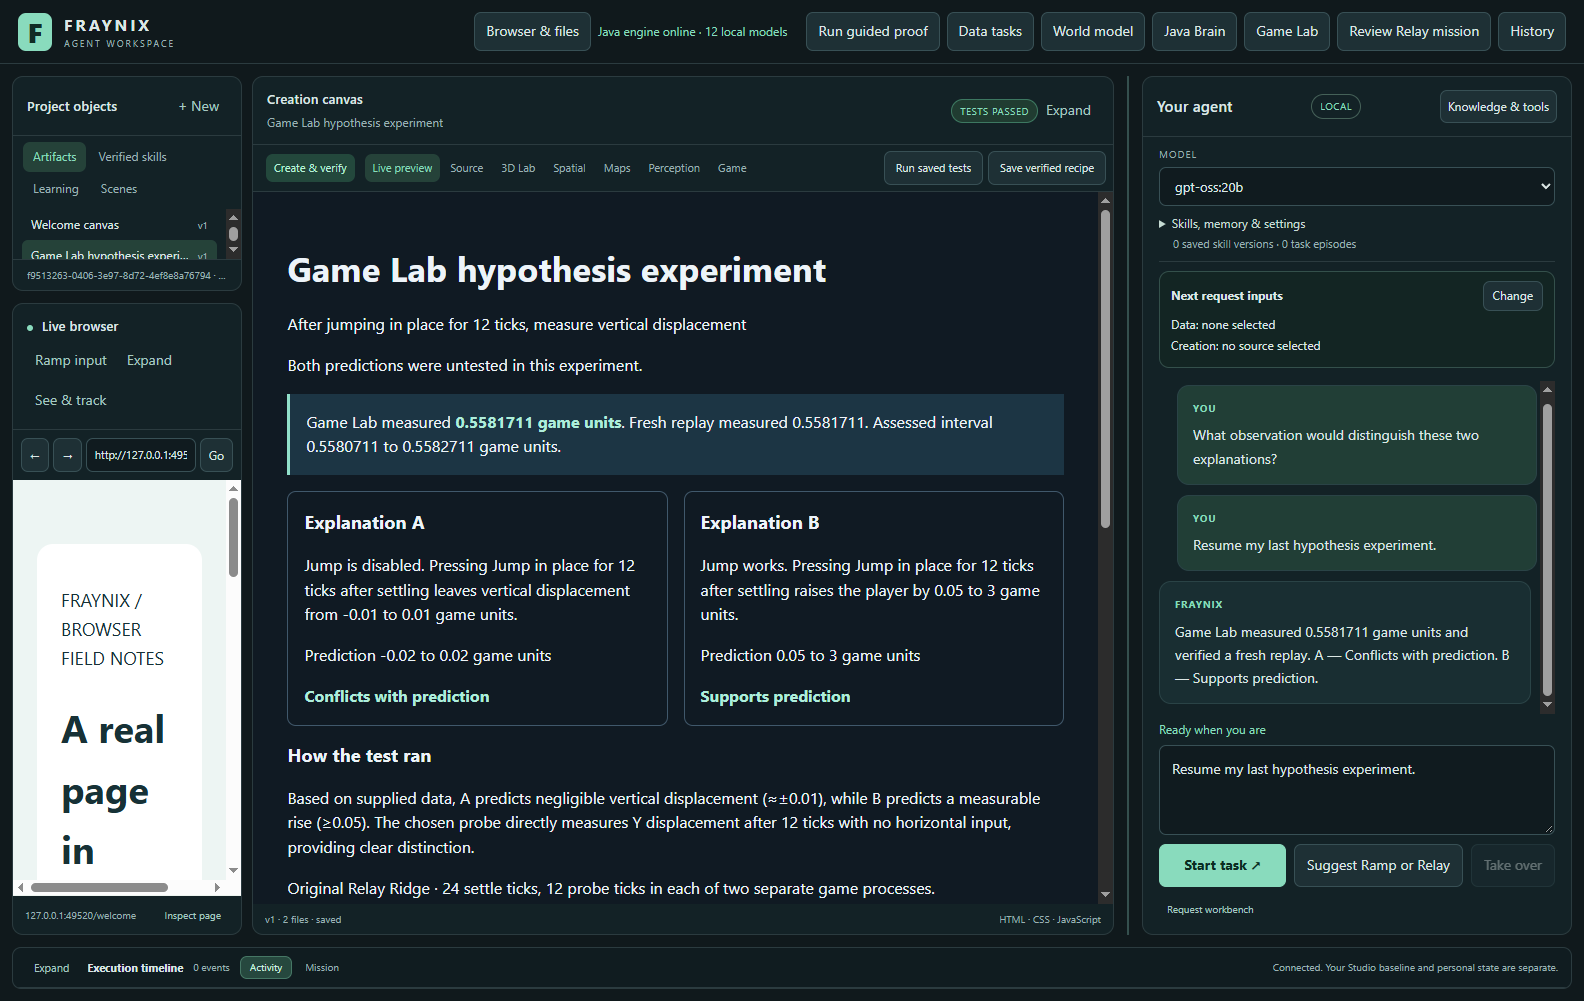 F
FRAYNIX
AGENT WORKSPACE
Browser & files
Java engine online · 12 local models
Run guided proof
Data tasks
World model
Java Brain
Game Lab
Review Relay mission
History
Project objects
+ New
Artifacts
Verified skills
Learning
Scenes
Welcome canvas
v1
Game Lab hypothesis experi...
v1
f9513263-0406-3e97-8d72-4ef8e8a76794 · ...
Live browser
Ramp input
Expand
See & track
←
→
http://127.0.0.1:495
Go
FRAYNIX /
BROWSER
FIELD NOTES
A real
page
in
127.0.0.1:49520/welcome
Inspect page
Creation canvas
Game Lab hypothesis experiment
TESTS PASSED
Expand
Create & verify
Live preview
Source
3D Lab
Spatial
Maps
Perception
Game
Run saved tests
Save verified recipe
Game Lab hypothesis experiment
After jumping in place for 12 ticks, measure vertical displacement
Both predictions were untested in this experiment.
Game Lab measured 0.5581711 game units. Fresh replay measured 0.5581711. Assessed interval
0.5580711 to 0.5582711 game units.
Explanation A
Jump is disabled. Pressing Jump in place for 12
ticks after settling leaves vertical displacement
from -0.01 to 0.01 game units.
Prediction -0.02 to 0.02 game units
Conflicts with prediction
Explanation B
Jump works. Pressing Jump in place for 12 ticks
after settling raises the player by 0.05 to 3 game
units.
Prediction 0.05 to 3 game units
Supports prediction
How the test ran
Based on supplied data, A predicts negligible vertical displacement (≈±0.01), while B predicts a measurable
rise (≥0.05). The chosen probe directly measures Y displacement after 12 ticks with no horizontal input,
providing clear distinction.
Original Relay Ridge · 24 settle ticks, 12 probe ticks in each of two separate game processes.
v1 · 2 files · saved
HTML · CSS · JavaScript
Your agent
LOCAL
Knowledge & tools
MODEL
gpt-oss:20b
Skills, memory & settings
0 saved skill versions · 0 task episodes
Next request inputs
Change
Data: none selected
Creation: no source selected
YOU
What observation would distinguish these two
explanations?
YOU
Resume my last hypothesis experiment.
FRAYNIX
Game Lab measured 0.5581711 game units and
verified a fresh replay. A — Conflicts with prediction. B
— Supports prediction.
Ready when you are
Resume my last hypothesis experiment.
Start task ↗
Suggest Ramp or Relay
Take over
Request workbench
Expand
Execution timeline
0 events
Activity
Mission
Connected. Your Studio baseline and personal state are separate.